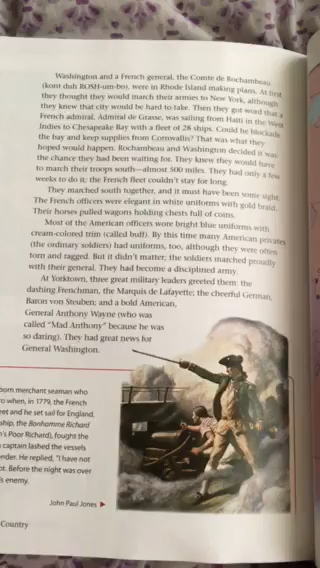 Washington and a French general, the Comte de Rochambeau
(kont duh ROSH-um-bo), were in Rhode Island making plans. At first
they thought they would march their armies to New York, although
they knew that city would be hard to take. Then they got word that a
French admiral, Admiral de Grasse, was sailing from Haiti in the West
Indies to Chesapeake Bay with a fleet of 28 ships. Could he blockade
the bay and keep supplies from Cornwallis? That was what they
hoped would happen. Rochambeau and Washington decided it was
the chance they had been waiting for. They knew they would have
to march their troops south—almost 500 miles. They had only a few
weeks to do it; the French fleet couldn't stay for long.
They marched south together, and it must have been some sight.
The French officers were elegant in white uniforms with gold braid.
Their horses pulled wagons holding chests full of coins.
Most of the American officers wore bright blue uniforms with
cream-colored trim (called buff). By this time many American privates
(the ordinary soldiers) had uniforms, too, although they were often
torn and ragged. But it didn't matter; the soldiers marched proudly
with their general. They had become a disciplined army.
At Yorktown, three great military leaders greeted them: the
dashing Frenchman, the Marquis de Lafayette; the cheerful German,
Baron von Steuben; and a bold American,
General Anthony Wayne (who was
called "Mad Anthony" because he was
so daring). They had great news for
General Washington.
born merchant seaman who
o when, in 1779, the French
eet and he set sail for England.
ship, the Bonhomme Richard
n's Poor Richard), fought the
captain lashed the vessels
nder. He replied, "I have not
ot. Before the night was over
s enemy.
John Paul Jones ►
Country